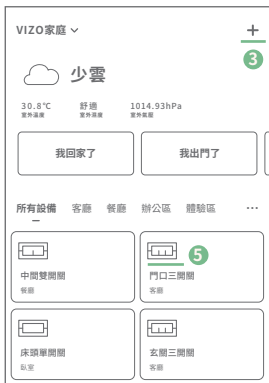 VIZO家庭
+
3
少雲
30.8°C 舒適 1014.93hPa
室外溫度 室外濕度 室外氣壓
我回家了 我出門了
所有設備 客廳 餐廳 辦公區 體驗區 ...
5
中間雙開關 門口三開關
餐廳 客廳
床頭單開關 玄關三開關
臥室 客廳